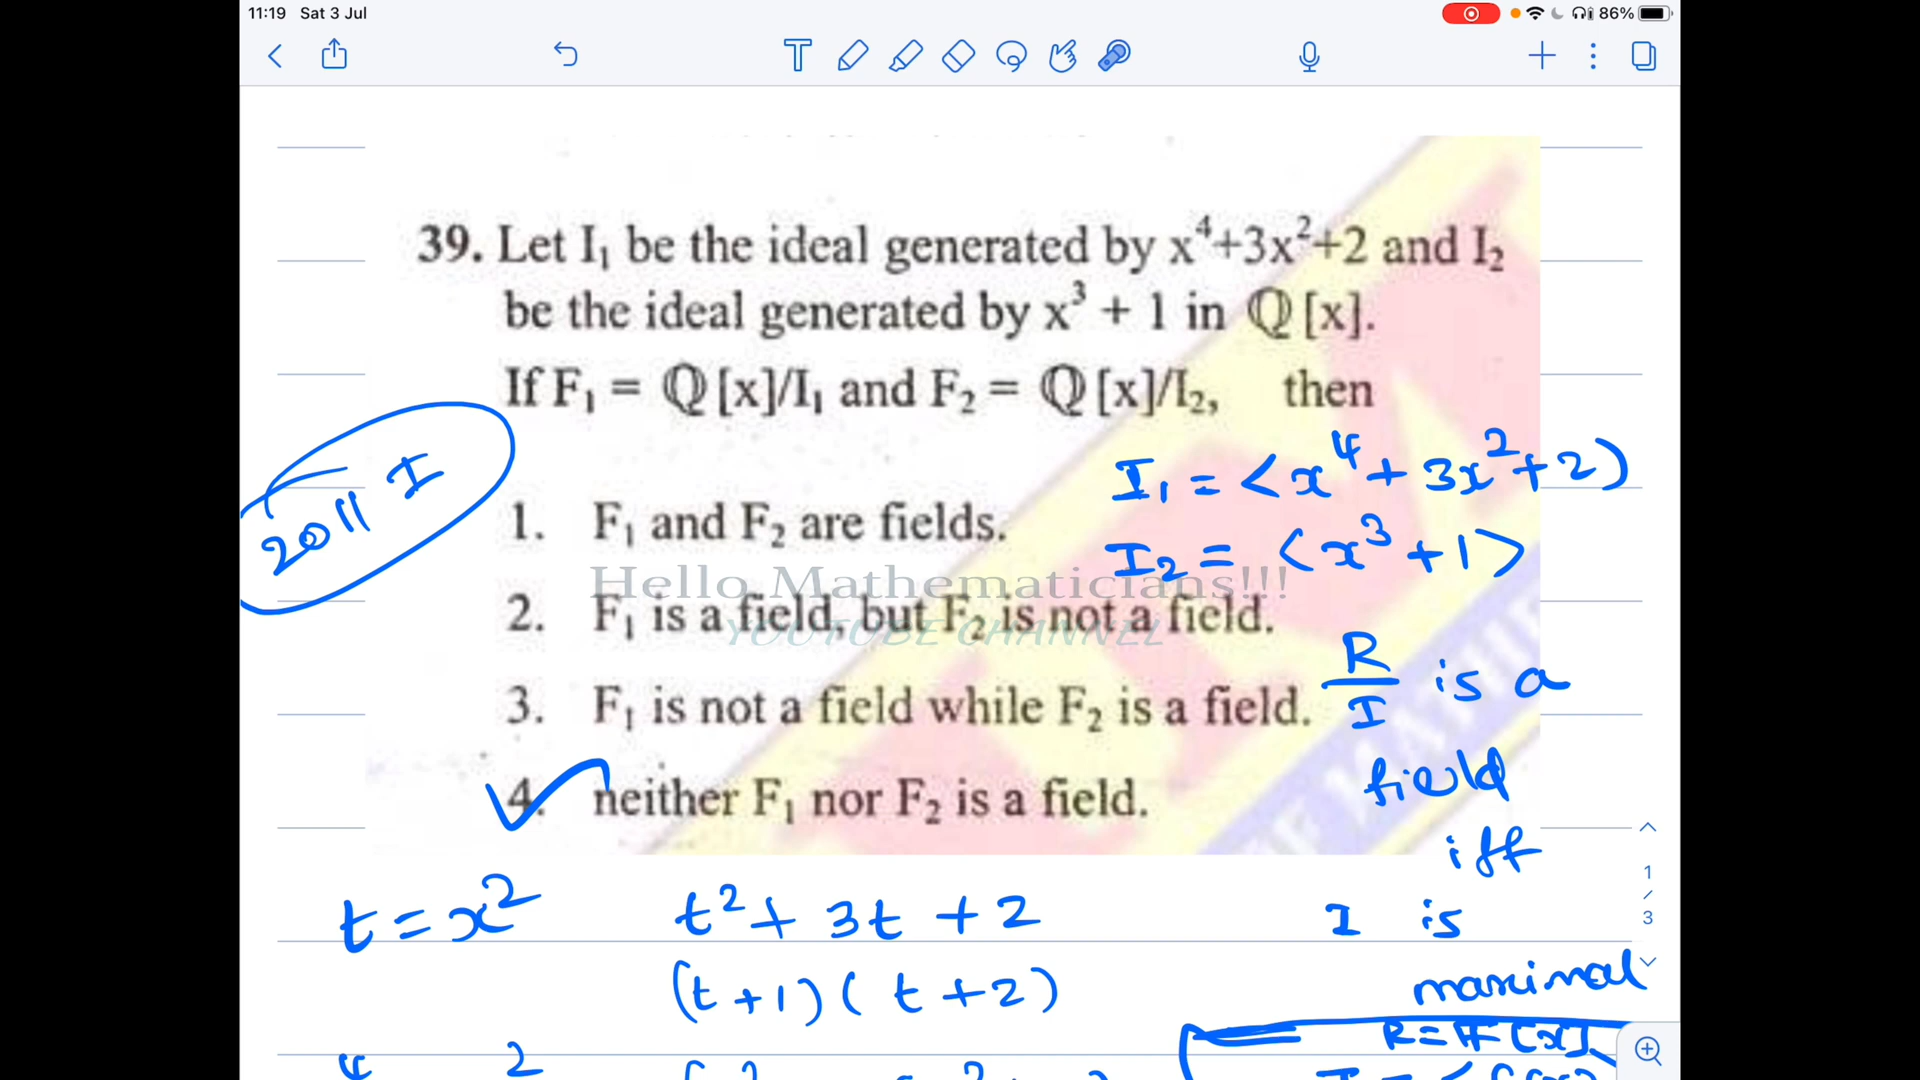 11:19 Sat 3 Jul
86%
39. Let I₁ be the ideal generated by x⁴+3x²+2 and I₂
be the ideal generated by x³ + 1 in ℚ[x].
If F₁ = ℚ[x]/I₁ and F₂ = ℚ[x]/I₂, then
2011 I
I₁ = <x⁴ + 3x² + 2)
I₂ = <x³ + 1>
1. F₁ and F₂ are fields.
Hello Mathematicians!!!
2. F₁ is a field, but F₂ is not a field.
YOUTUBE CHANNEL
R/I is a
3. F₁ is not a field while F₂ is a field.
field
4. neither F₁ nor F₂ is a field.
iff
t = x² t² + 3t + 2
I is
(t + 1) ( t + 2)
maximal
R = F[x]
1
/
3